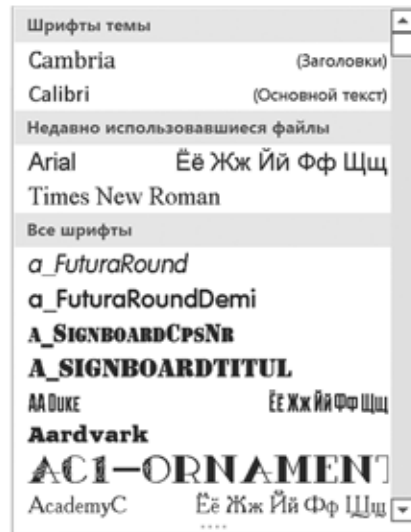 Шрифты темы
Cambria (Заголовки)
Calibri (Основной текст)
Недавно использовавшиеся файлы
Arial Ёё Жж Йй Фф Щщ
Times New Roman
Все шрифты
a_FuturaRound
a_FuturaRoundDemi
A_SIGNBOARDCPSNR
A_SIGNBOARDTITUL
AA DUKE ЁЁ ЖЖ ЙЙ ФФ ЩЩ
Aardvark
AC1-ORNAMENT
AcademyC Ёё Жж Йй Фф Щщ